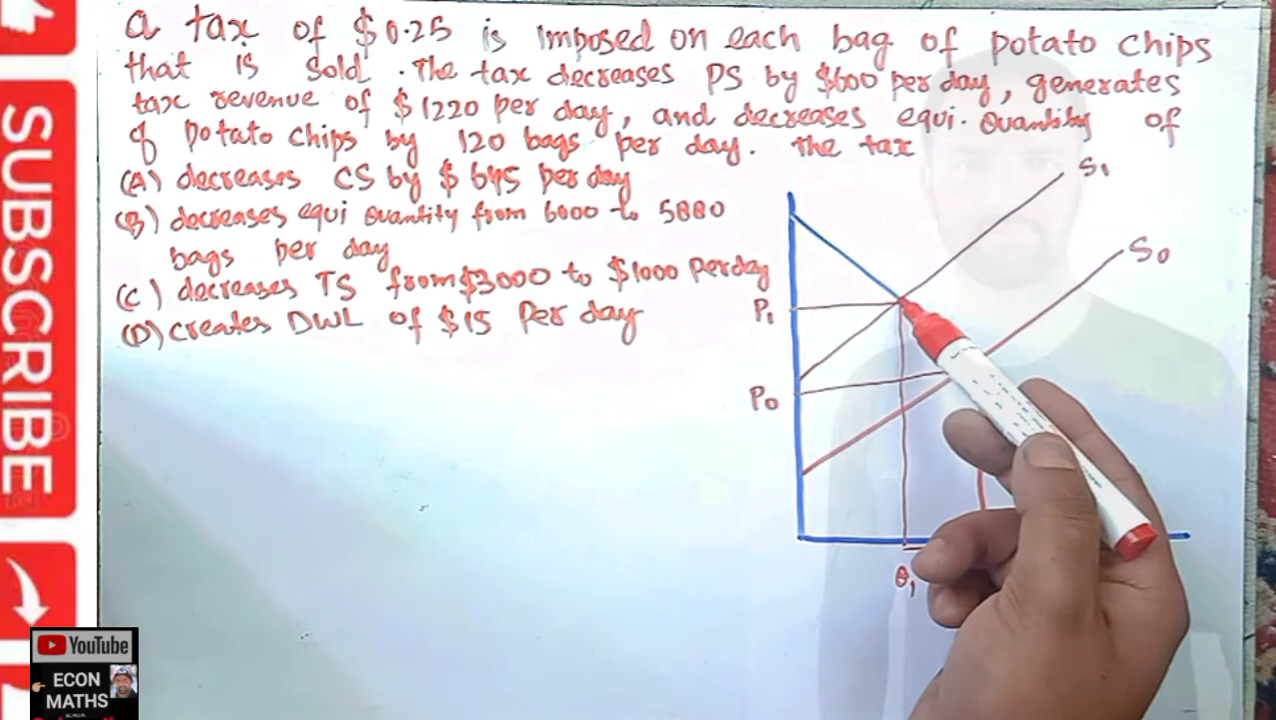 a tax of $0.25 is imposed on each bag of potato chips
that is sold. The tax decreases PS by $600 per day, generates
tax revenue of $1220 per day, and decreases equi. Quantity of
of potato chips by 120 bags per day. The tax
(A) decreases CS by $645 per day
(B) decreases equi Quantity from 6000 to 5880
bags per day
(C) decreases TS from $3000 to $1000 per day
(D) creates DWL of $15 Per day
S1
S0
P1
P0
Q1
SUBSCRIBE
YouTube
ECON
MATHS